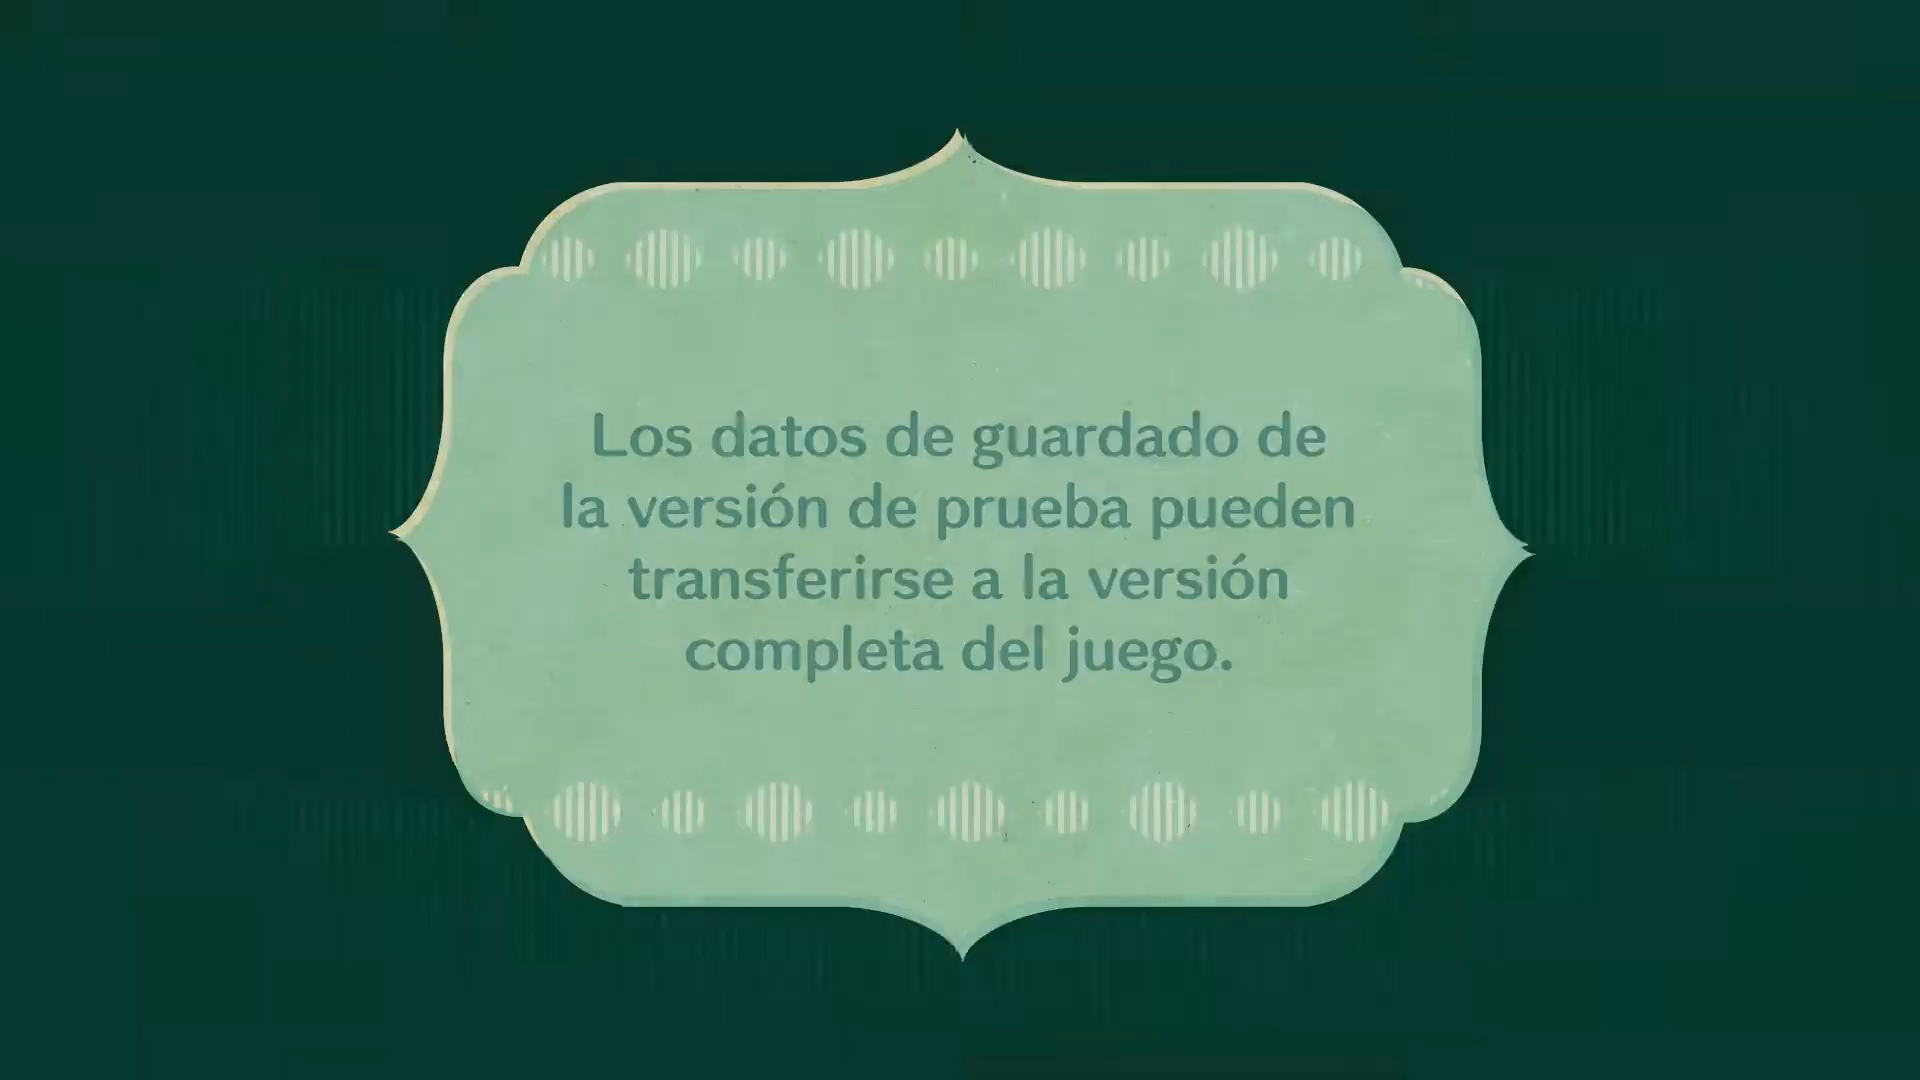 Los datos de guardado de
la versión de prueba pueden
transferirse a la versión
completa del juego.